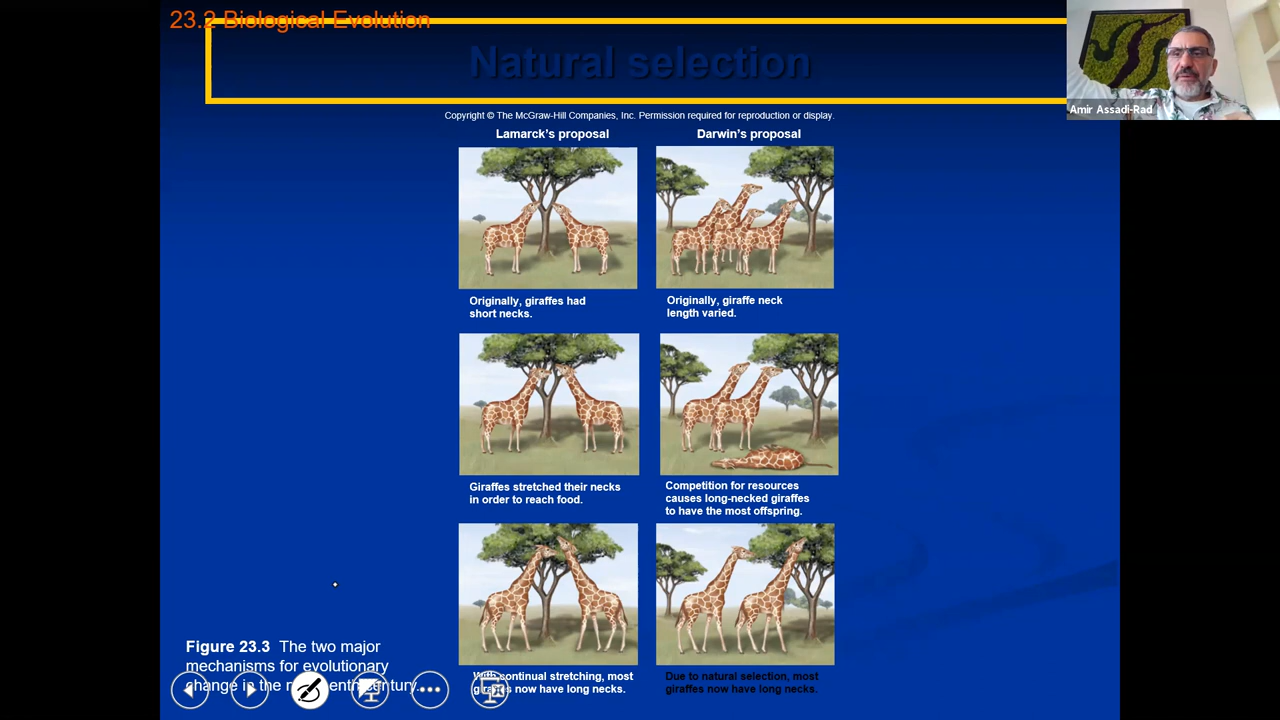 23.2 Biological Evolution
Natural selection
Amir Assadi-Rad
Copyright © The McGraw-Hill Companies, Inc. Permission required for reproduction or display.
Lamarck's proposal
Originally, giraffes had
short necks.
Giraffes stretched their necks
in order to reach food.
continual stretching, most
now have long necks.
Darwin's proposal
Originally, giraffe neck
length varied.
Competition for resources
causes long-necked giraffes
to have the most offspring.
Due to natural selection, most
giraffes now have long necks.
Figure 23.3 The two major
mechanisms for evolutionary
change in the century.